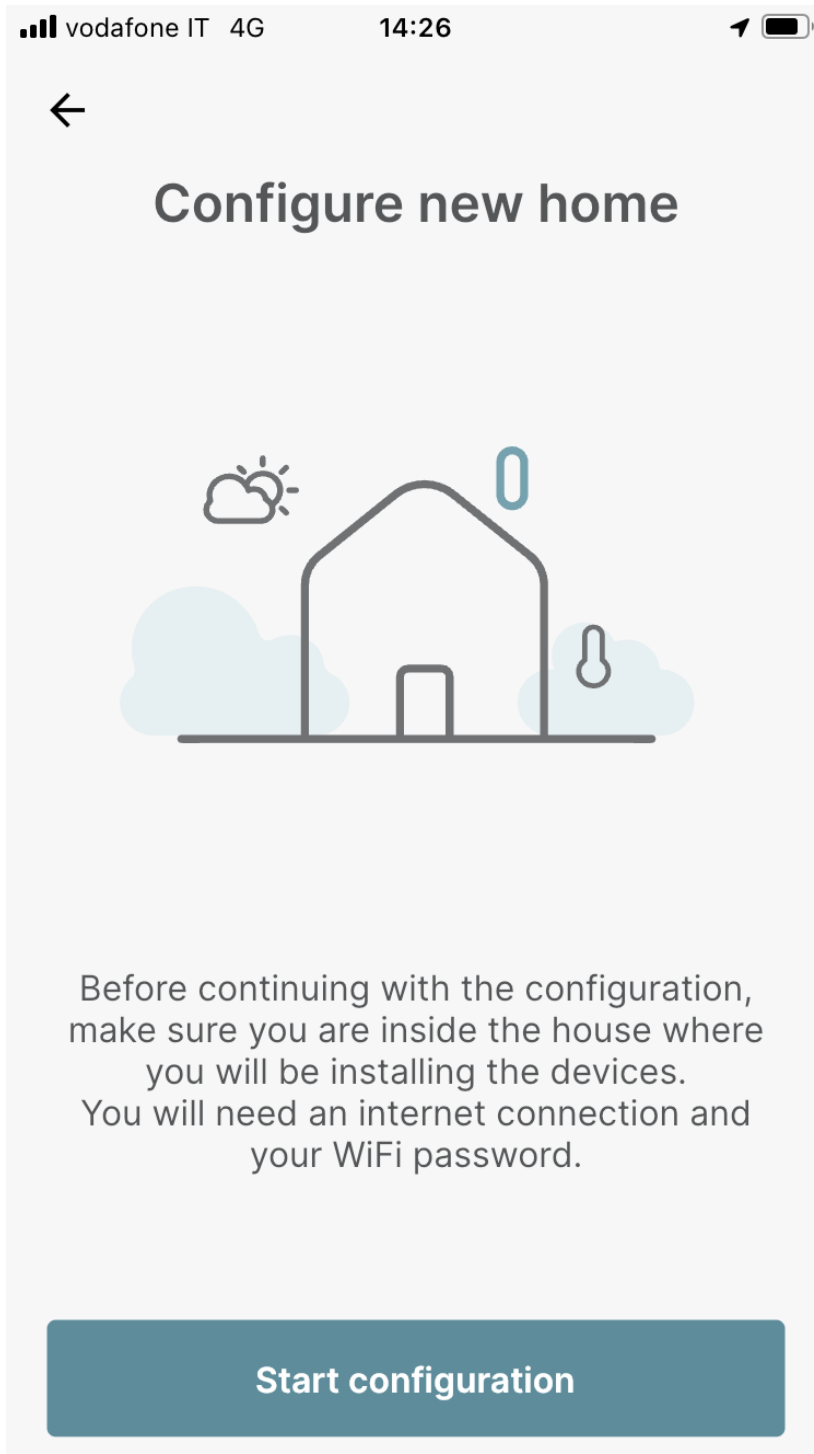 vodafone IT 4G 14:26
Configure new home
Before continuing with the configuration,
make sure you are inside the house where
you will be installing the devices.
You will need an internet connection and
your WiFi password.
Start configuration